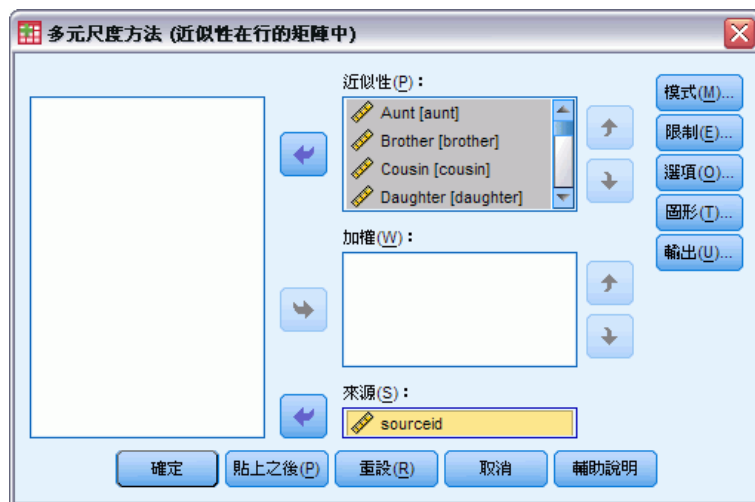 多元尺度方法 (近似性在行的矩陣中)
近似性(P)：
Aunt [aunt]
Brother [brother]
Cousin [cousin]
Daughter [daughter]
加權(W)：
來源(S)：
sourceid
模式(M)...
限制(E)...
選項(O)...
圖形(T)...
輸出(U)...
確定
貼上之後(P)
重設(R)
取消
輔助說明